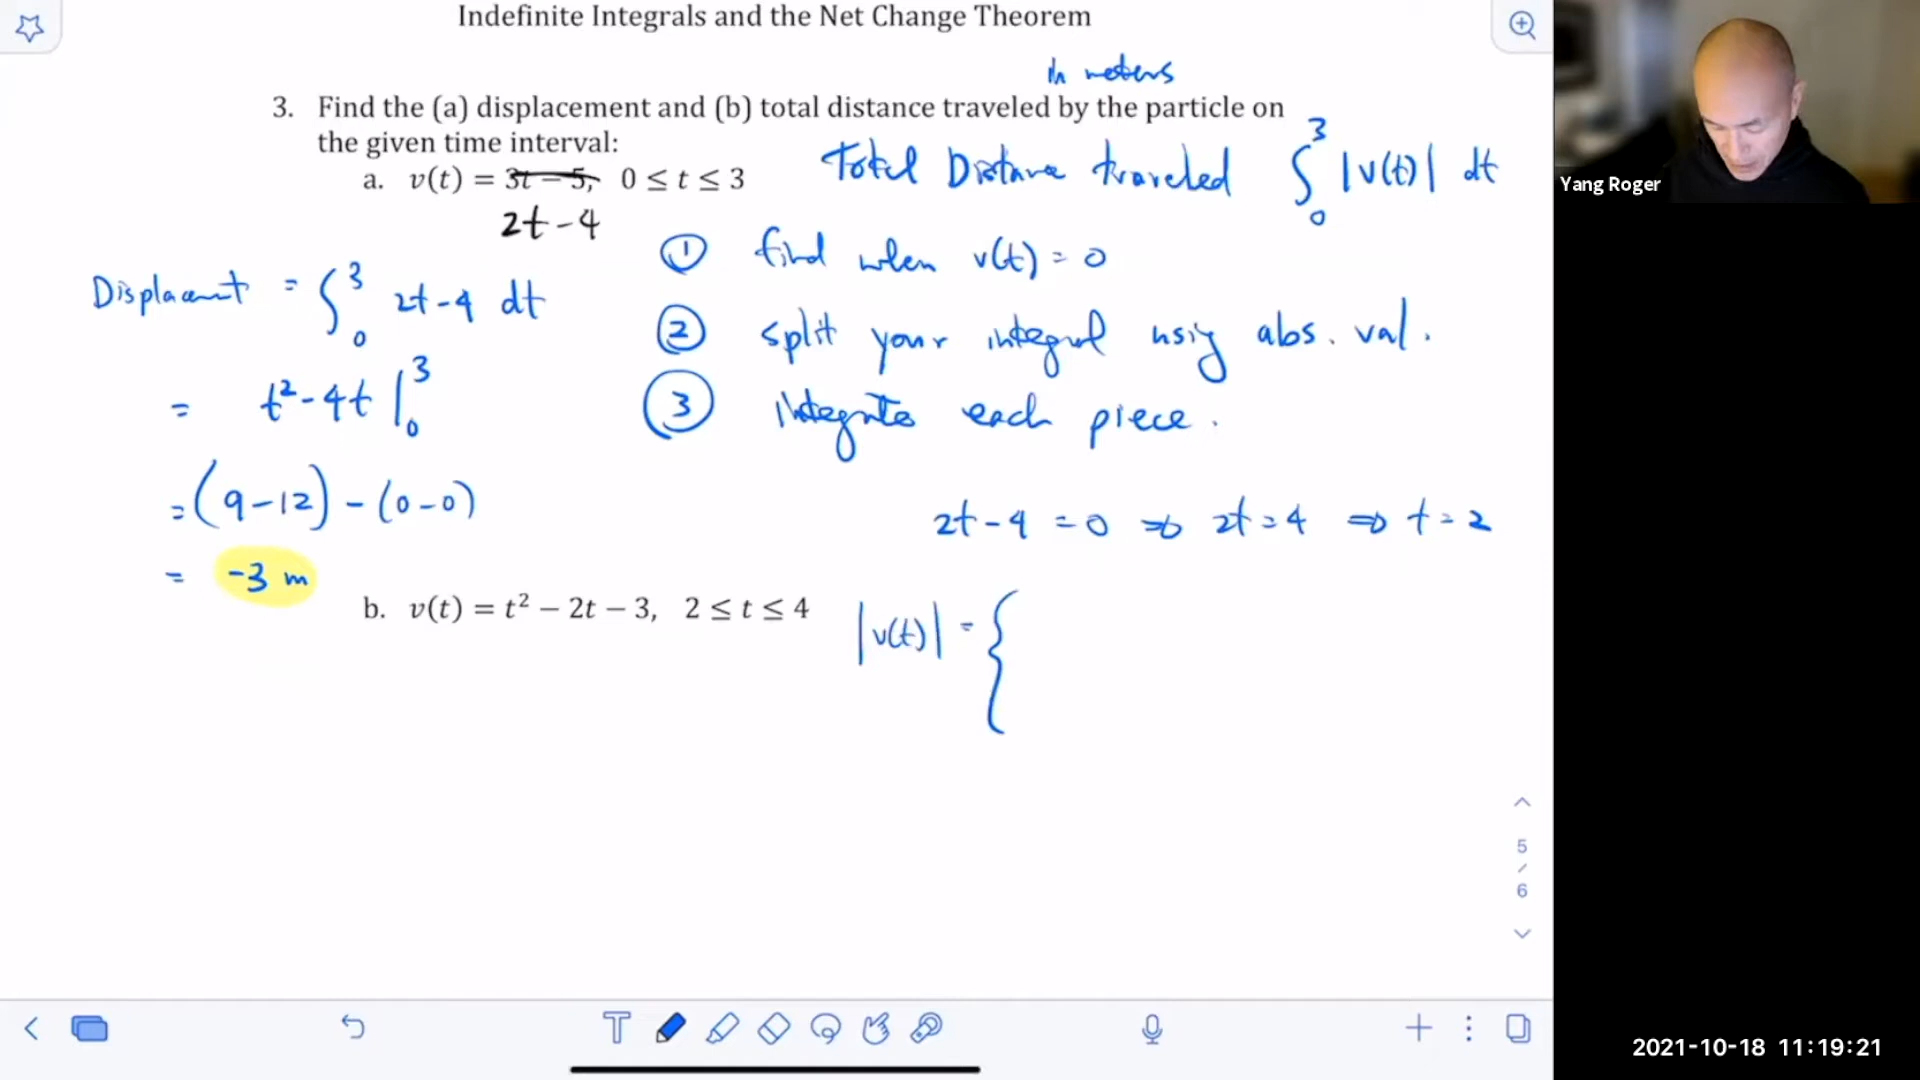 Indefinite Integrals and the Net Change Theorem
in meters
3. Find the (a) displacement and (b) total distance traveled by the particle on
the given time interval:
a. v(t) = 3t − 5, 0 ≤ t ≤ 3
2t - 4
Total Distance traveled ∫₀³ |v(t)| dt
① find when v(t) = 0
② split your integral using abs. val.
③ Integrate each piece.
Displacemt = ∫₀³ 2t-4 dt
= t²-4t |₀³
= (9-12) - (0-0)
= -3 m
2t-4 = 0 ⇒ 2t = 4 ⇒ t = 2
b. v(t) = t² − 2t − 3, 2 ≤ t ≤ 4
|v(t)| = {
Yang Roger
5
/
6
T
2021-10-18 11:19:21